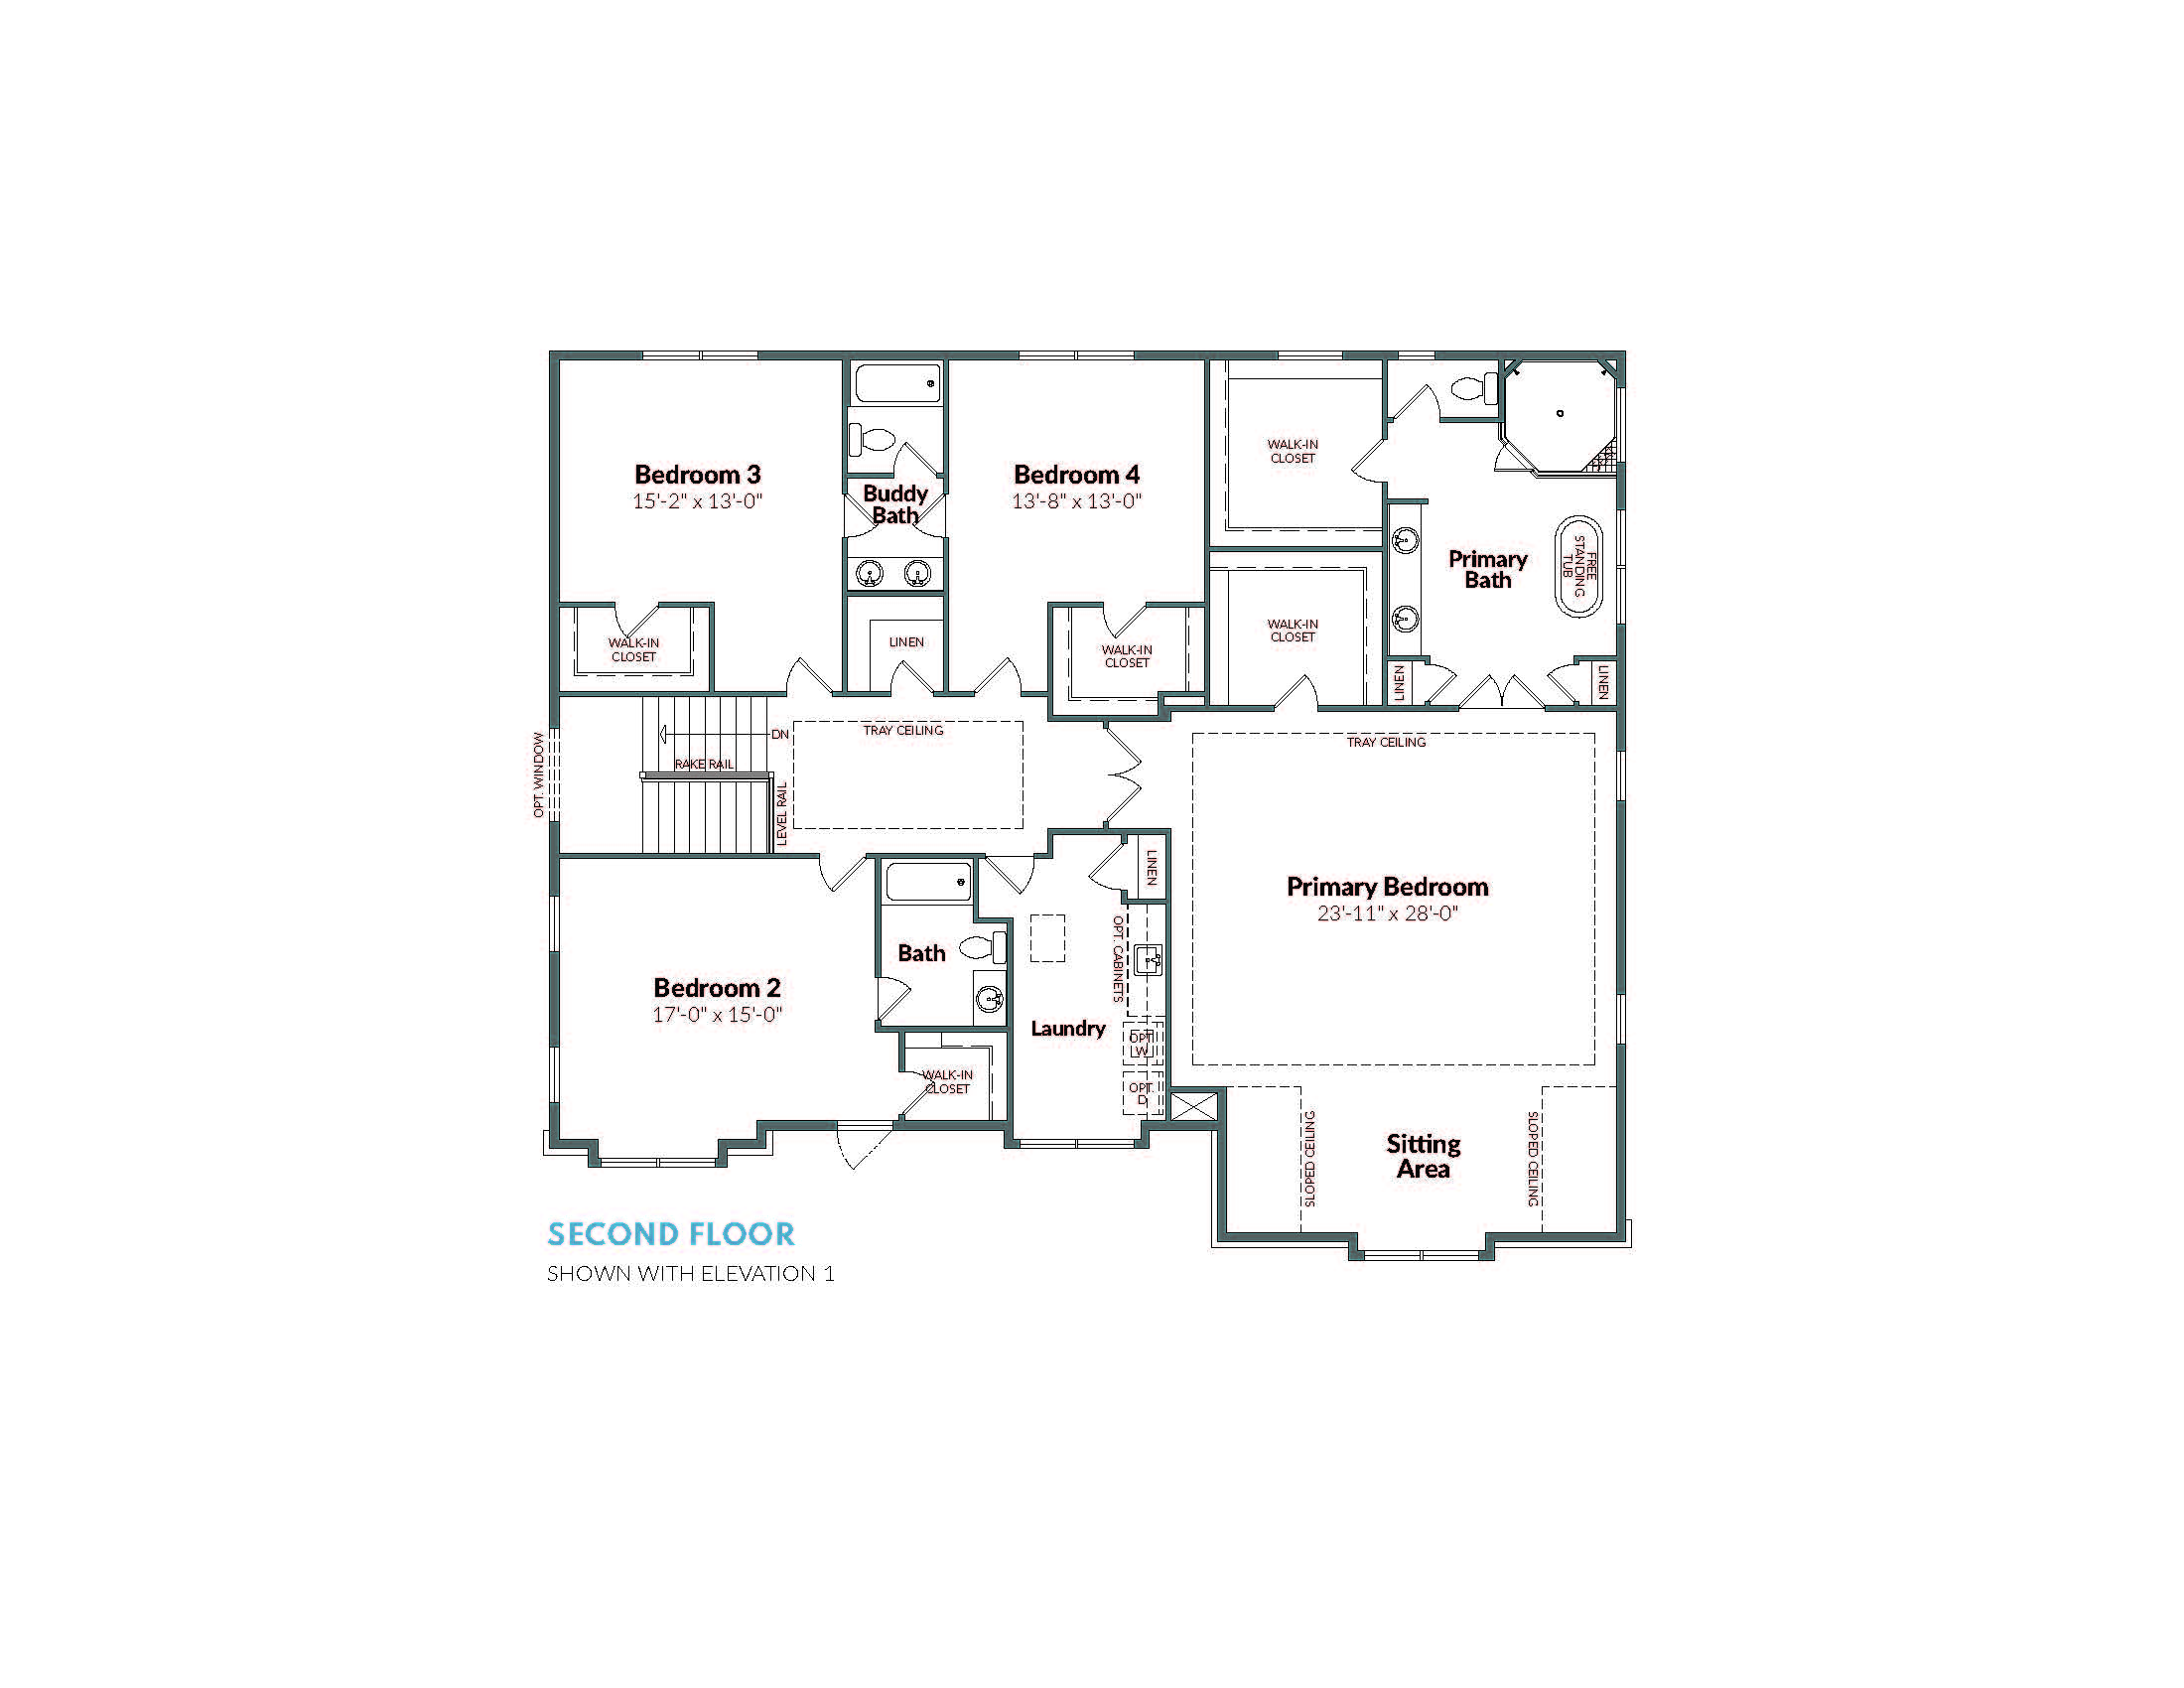 WALK-IN
CLOSET
Bedroom 3
15'-2" x 13'-0"
Buddy
Bath
Bedroom 4
13'-8" x 13'-0"
Primary
Bath
FREE
STANDING
TUB
WALK-IN
CLOSET
LINEN
WALK-IN
CLOSET
WALK-IN
CLOSET
LINEN
LINEN
OPT. WINDOW
DN
RAKE RAIL
LEVEL RAIL
TRAY CEILING
TRAY CEILING
LINEN
Primary Bedroom
23'-11" x 28'-0"
Bath
OPT. CABINETS
Bedroom 2
17'-0" x 15'-0"
Laundry
OPT.
W
OPT.
D
WALK-IN
CLOSET
SLOPED CEILING
Sitting
Area
SLOPED CEILING
SECOND FLOOR
SHOWN WITH ELEVATION 1